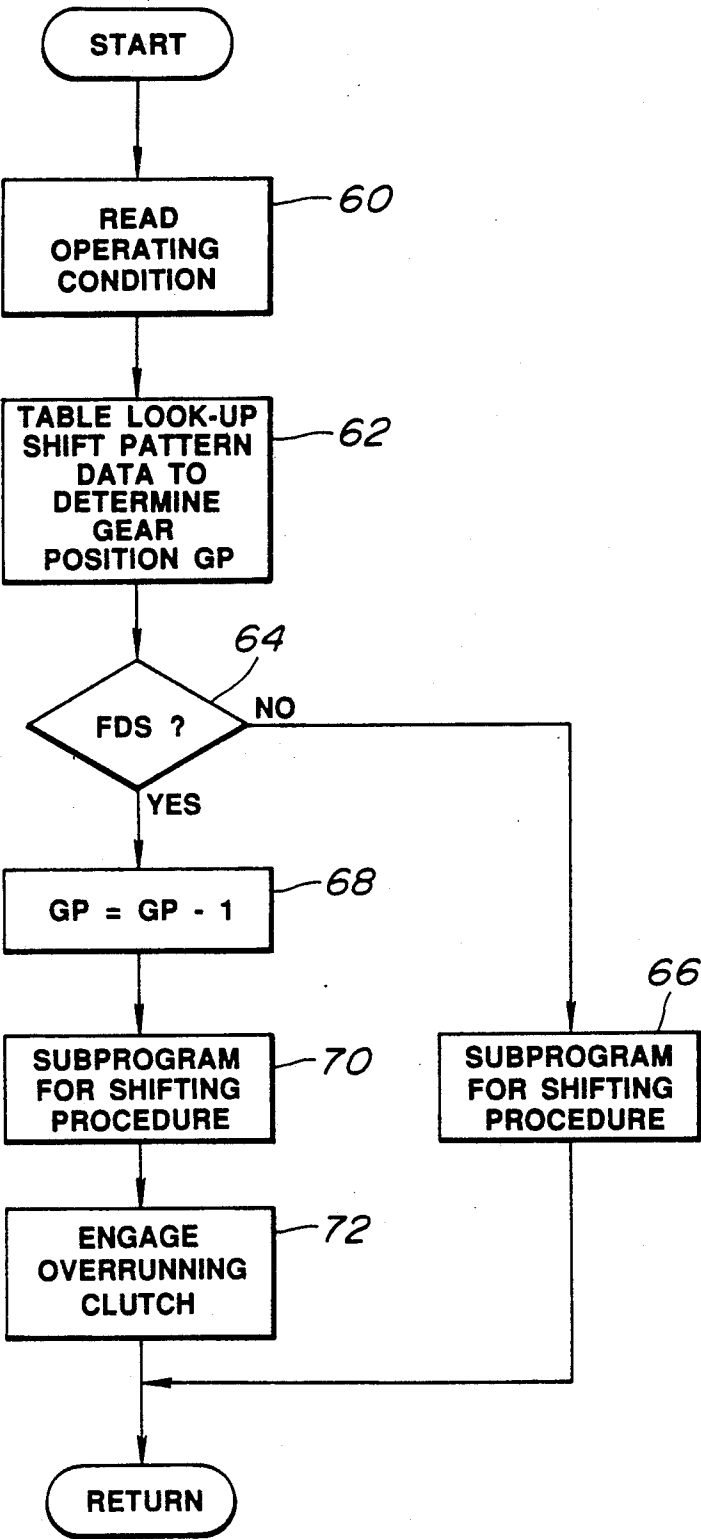 START
READ
OPERATING
CONDITION
60
TABLE LOOK-UP
SHIFT PATTERN
DATA TO
DETERMINE
GEAR
POSITION GP
62
64
FDS ?
NO
YES
GP = GP - 1
68
66
SUBPROGRAM
FOR SHIFTING
PROCEDURE
70
SUBPROGRAM
FOR SHIFTING
PROCEDURE
ENGAGE
OVERRUNNING
CLUTCH
72
RETURN